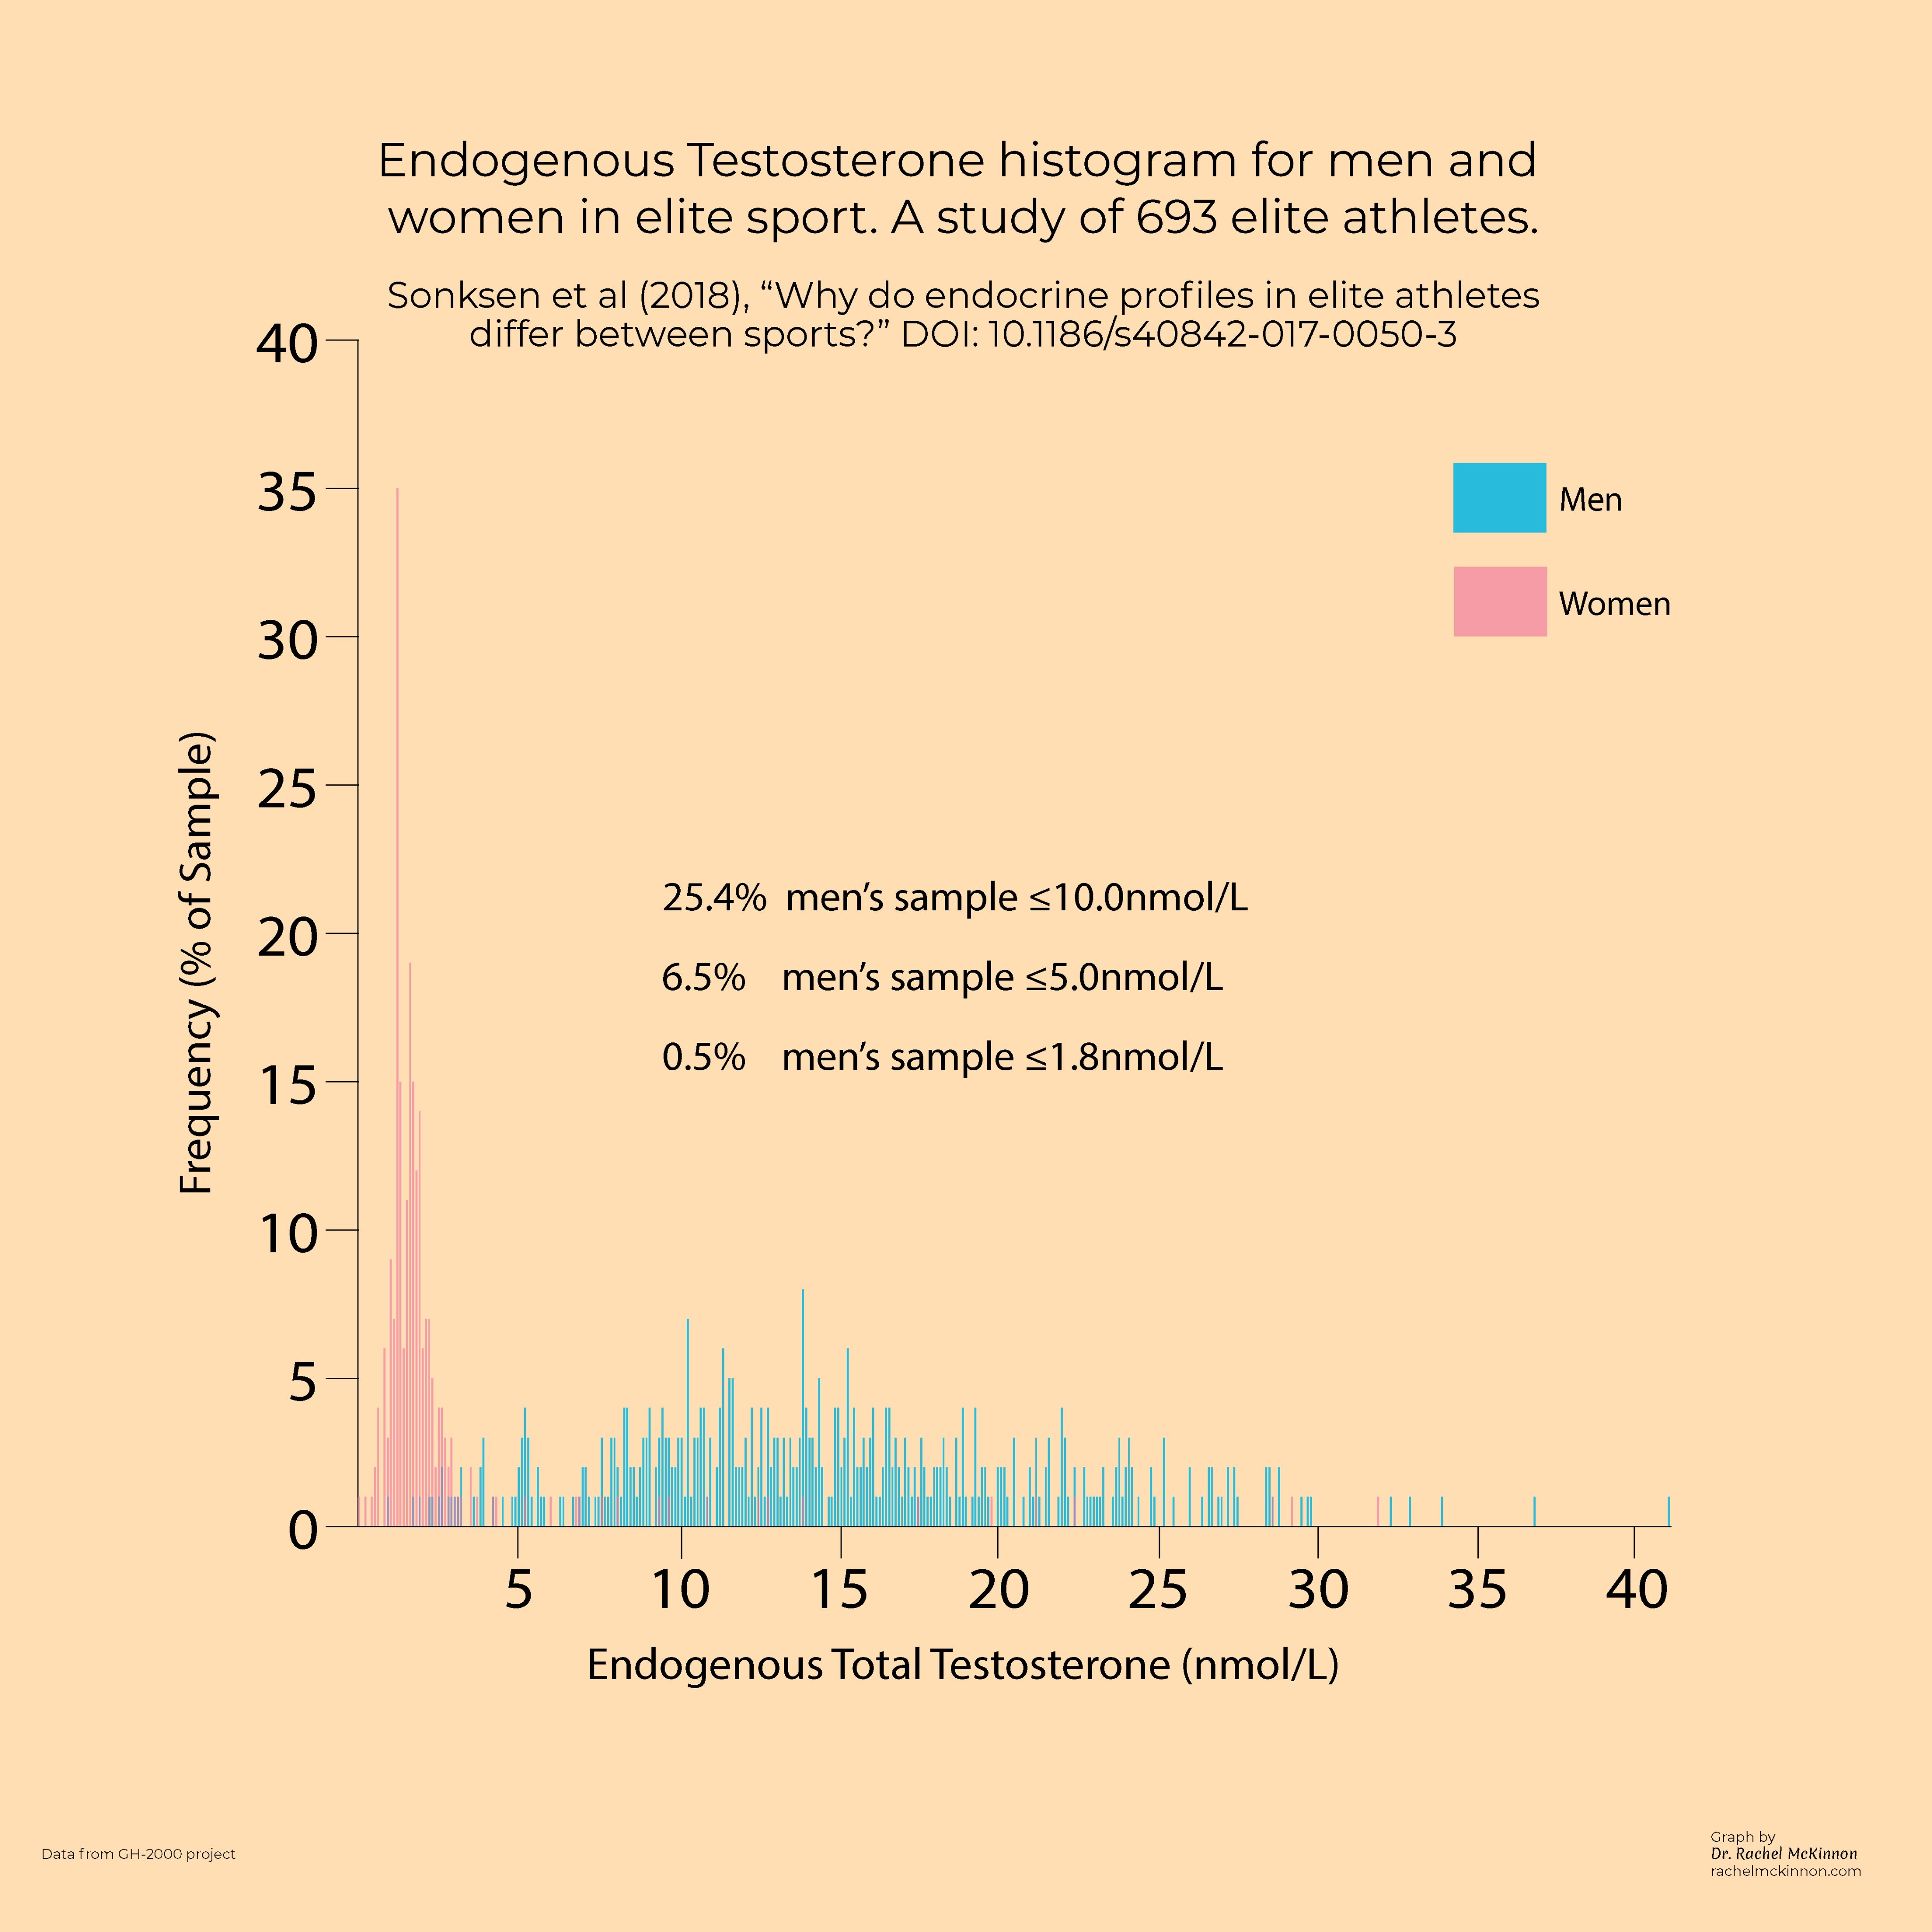 Endogenous Testosterone histogram for men and
women in elite sport. A study of 693 elite athletes.
Sonksen et al (2018), “Why do endocrine profiles in elite athletes
differ between sports?” DOI: 10.1186/s40842-017-0050-3
40
35
30
25
20
15
10
5
0
Frequency (% of Sample)
Men
Women
25.4% men’s sample ≤10.0nmol/L
6.5% men’s sample ≤5.0nmol/L
0.5% men’s sample ≤1.8nmol/L
5 10 15 20 25 30 35 40
Endogenous Total Testosterone (nmol/L)
Data from GH-2000 project
Graph by
Dr. Rachel McKinnon
rachelmckinnon.com